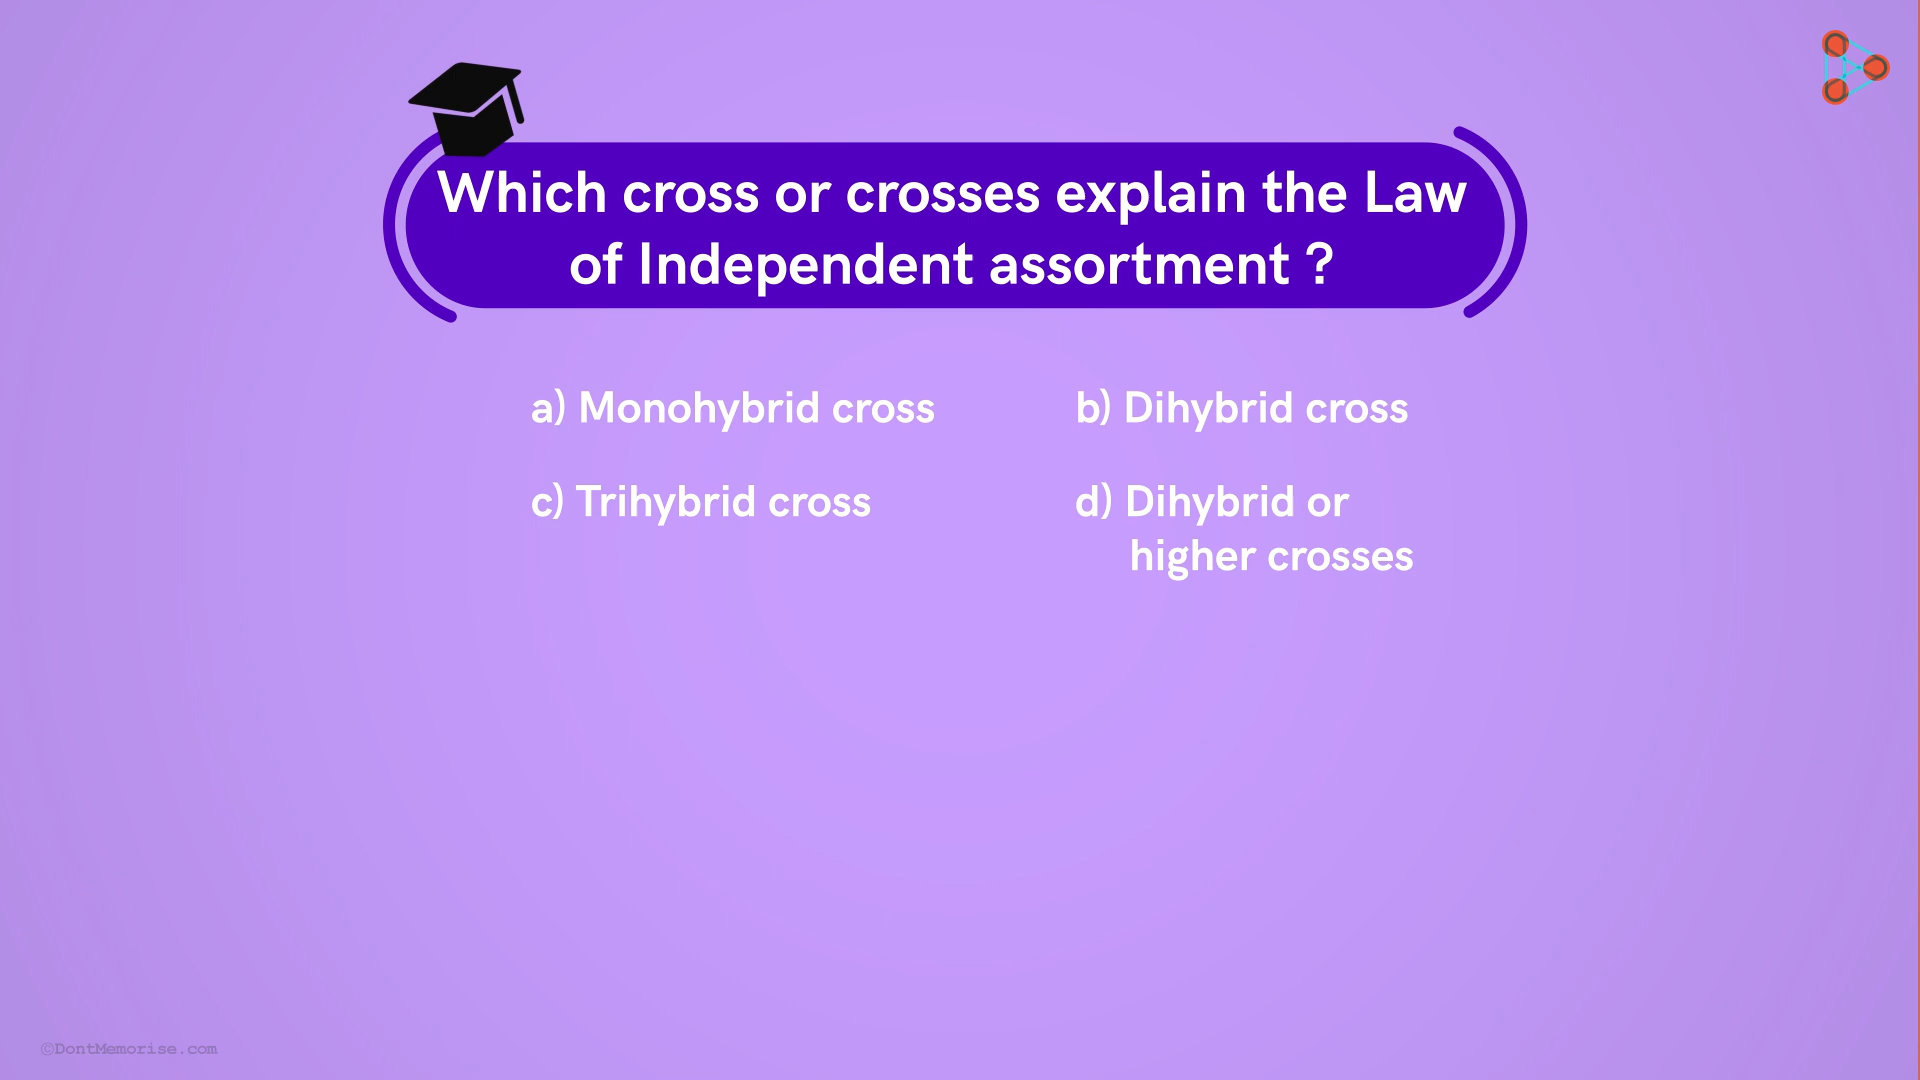 Which cross or crosses explain the Law
of Independent assortment ?
a) Monohybrid cross
b) Dihybrid cross
c) Trihybrid cross
d) Dihybrid or
higher crosses
©DontMemorise.com